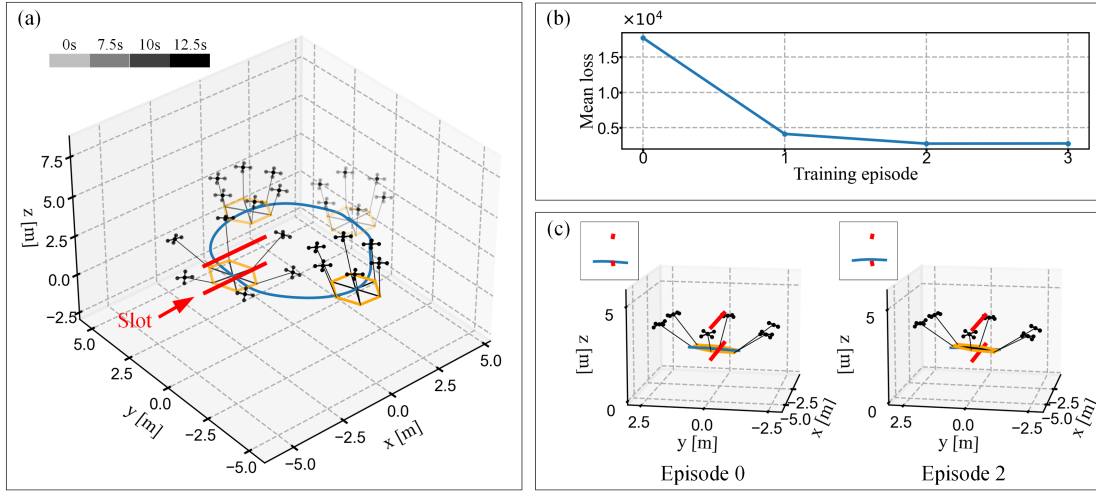 (a)
0s 7.5s 10s 12.5s
7.5
5.0
2.5
0.0
−2.5
z [m]
Slot
5.0
2.5
0.0
−2.5
−5.0
y [m]
−5.0
−2.5
0.0
2.5
5.0
x [m]
(b)
×10⁴
1.5
1.0
0.5
Mean loss
0 1 2 3
Training episode
(c)
5
0
z [m]
2.5 0.0 −2.5
y [m]
−5.0
−2.5
x [m]
Episode 0
5
0
z [m]
2.5 0.0 −2.5
y [m]
−5.0
−2.5
x [m]
Episode 2